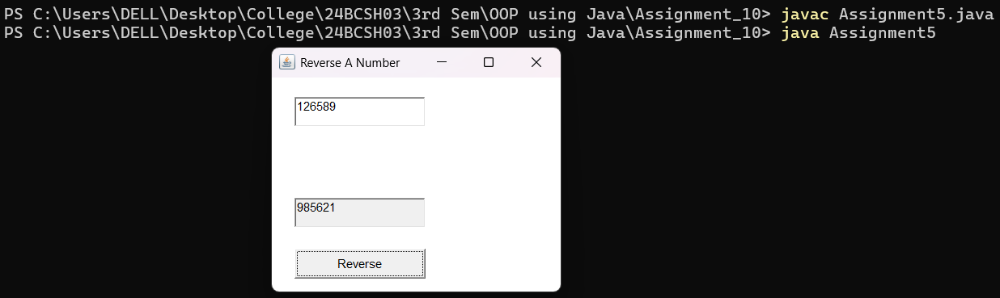 PS C:\Users\DELL\Desktop\College\24BCSH03\3rd Sem\OOP using Java\Assignment_10> javac Assignment5.java
PS C:\Users\DELL\Desktop\College\24BCSH03\3rd Sem\OOP using Java\Assignment_10> java Assignment5
Reverse A Number
126589
985621
Reverse